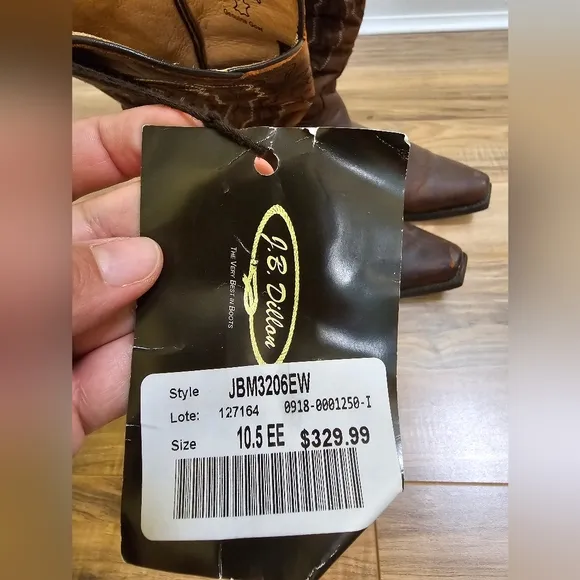 J.B. Dillon
THE VERY BEST IN BOOTS
Style JBM3206EW
Lote: 127164 0918-0001250-I
Size 10.5 EE $329.99